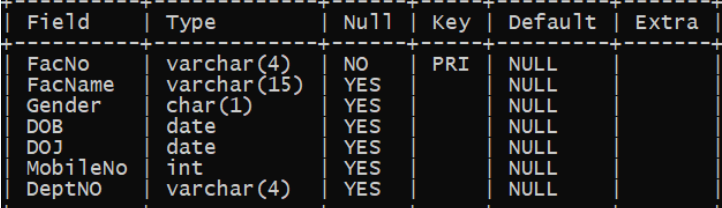 | Field | Type | Null | Key | Default | Extra |
| FacNo | varchar(4) | NO | PRI | NULL | |
| FacName | varchar(15) | YES | | NULL | |
| Gender | char(1) | YES | | NULL | |
| DOB | date | YES | | NULL | |
| DOJ | date | YES | | NULL | |
| MobileNo | int | YES | | NULL | |
| DeptNO | varchar(4) | YES | | NULL | |